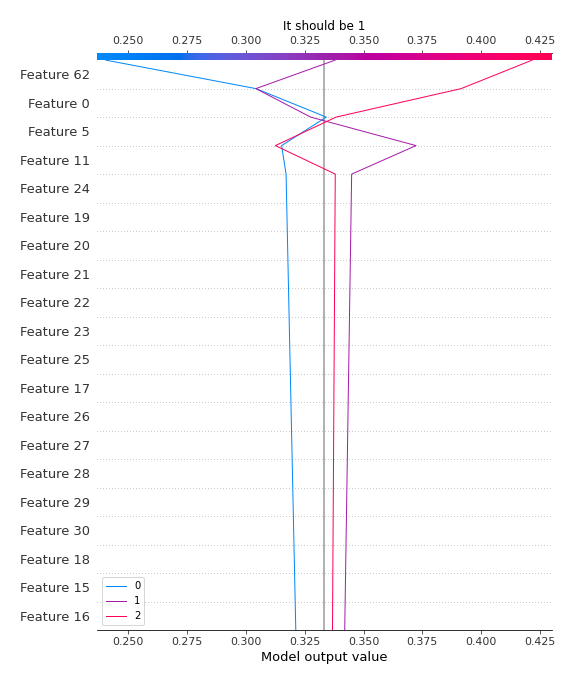 It should be 1
0.250 0.275 0.300 0.325 0.350 0.375 0.400 0.425
Feature 62
Feature 0
Feature 5
Feature 11
Feature 24
Feature 19
Feature 20
Feature 21
Feature 22
Feature 23
Feature 25
Feature 17
Feature 26
Feature 27
Feature 28
Feature 29
Feature 30
Feature 18
Feature 15
Feature 16
0
1
2
0.250 0.275 0.300 0.325 0.350 0.375 0.400 0.425
Model output value